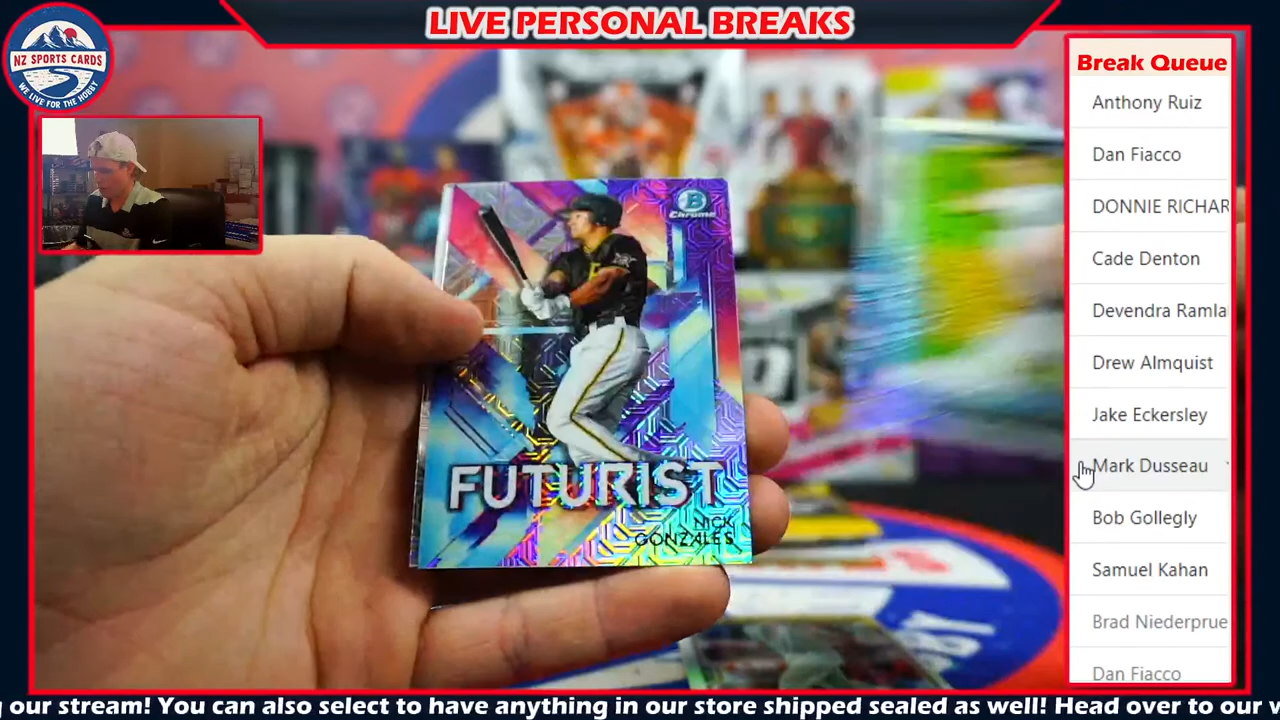 LIVE PERSONAL BREAKS
NZ SPORTS CARDS
WE LIVE FOR THE HOBBY
Break Queue
Anthony Ruiz
Dan Fiacco
DONNIE RICHAR
Cade Denton
Devendra Ramla
Drew Almquist
Jake Eckersley
Mark Dusseau
Bob Gollegly
Samuel Kahan
Brad Niederprue
Dan Fiacco
B
Chrome
FUTURIST
NICK
GONZALES
our stream! You can also select to have anything in our store shipped sealed as well! Head over to our